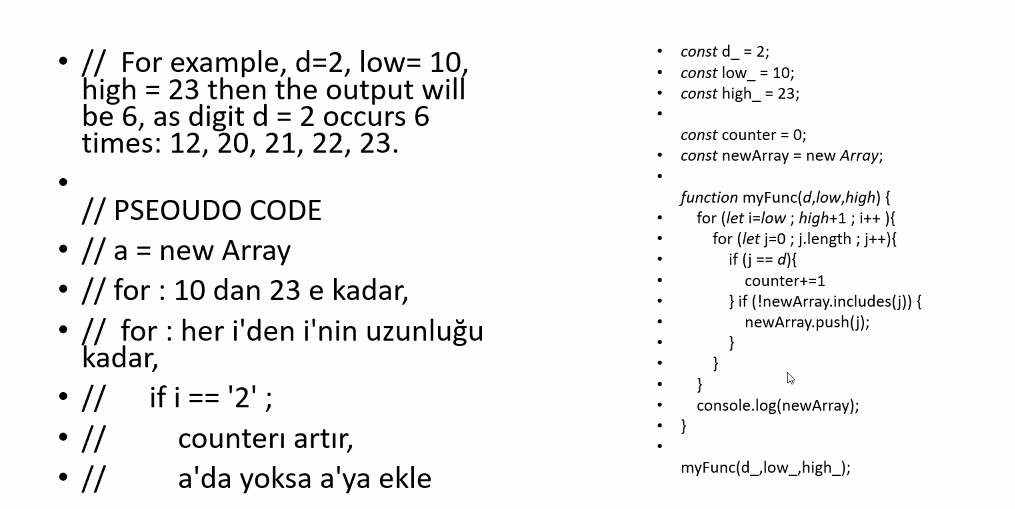 • // For example, d=2, low= 10,
high = 23 then the output will
be 6, as digit d = 2 occurs 6
times: 12, 20, 21, 22, 23.
•
// PSEOUDO CODE
• // a = new Array
• // for : 10 dan 23 e kadar,
• // for : her i'den i'nin uzunluğu
kadar,
• // if i == '2' ;
• // counterı artır,
• // a'da yoksa a'ya ekle
• const d_ = 2;
• const low_ = 10;
• const high_ = 23;
•
const counter = 0;
• const newArray = new Array;
•
function myFunc(d,low,high) {
• for (let i=low ; high+1 ; i++ ){
• for (let j=0 ; j.length ; j++){
• if (j == d){
• counter+=1
• } if (!newArray.includes(j)) {
• newArray.push(j);
• }
• }
• }
• console.log(newArray);
• }
•
myFunc(d_,low_,high_);